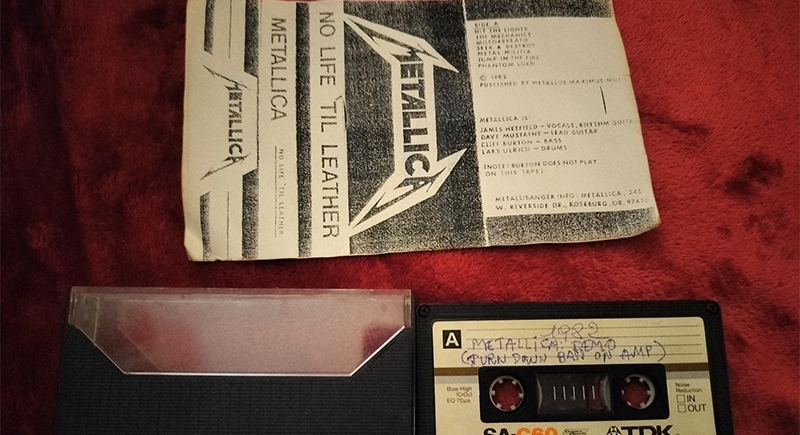 METALLICA
METALLICA
NO LIFE 'TIL LEATHER
NO LIFE 'TIL LEATHER
METALLICA
SIDE A
HIT THE LIGHTS
THE MECHANICS
MOTORBREATH
SEEK & DESTROY
METAL MILITIA
JUMP IN THE FIRE
PHANTOM LORD
© 1982
PUBLISHED BY METALLUS MAXIMUS MUSIC
METALLICA IS:
JAMES HETFIELD – VOCALS, RHYTHM GUITA
DAVE MUSTAINE – LEAD GUITAR
CLIFF BURTON – BASS
LARS ULRICH – DRUMS
(NOTE: BURTON DOES NOT PLAY
ON THIS TAPE)
METALSTBANGER INFO: METALLICA, 245
W. RIVERSIDE DR., ROSEBURG, OR. 97470
A
1982
METALLICA: DEMO
(TURN DOWN BAN ON AMP)
Bias-High
(CrO2)
EQ 70μs
Noise
Reduction
IN
OUT
SA-C60
TDK